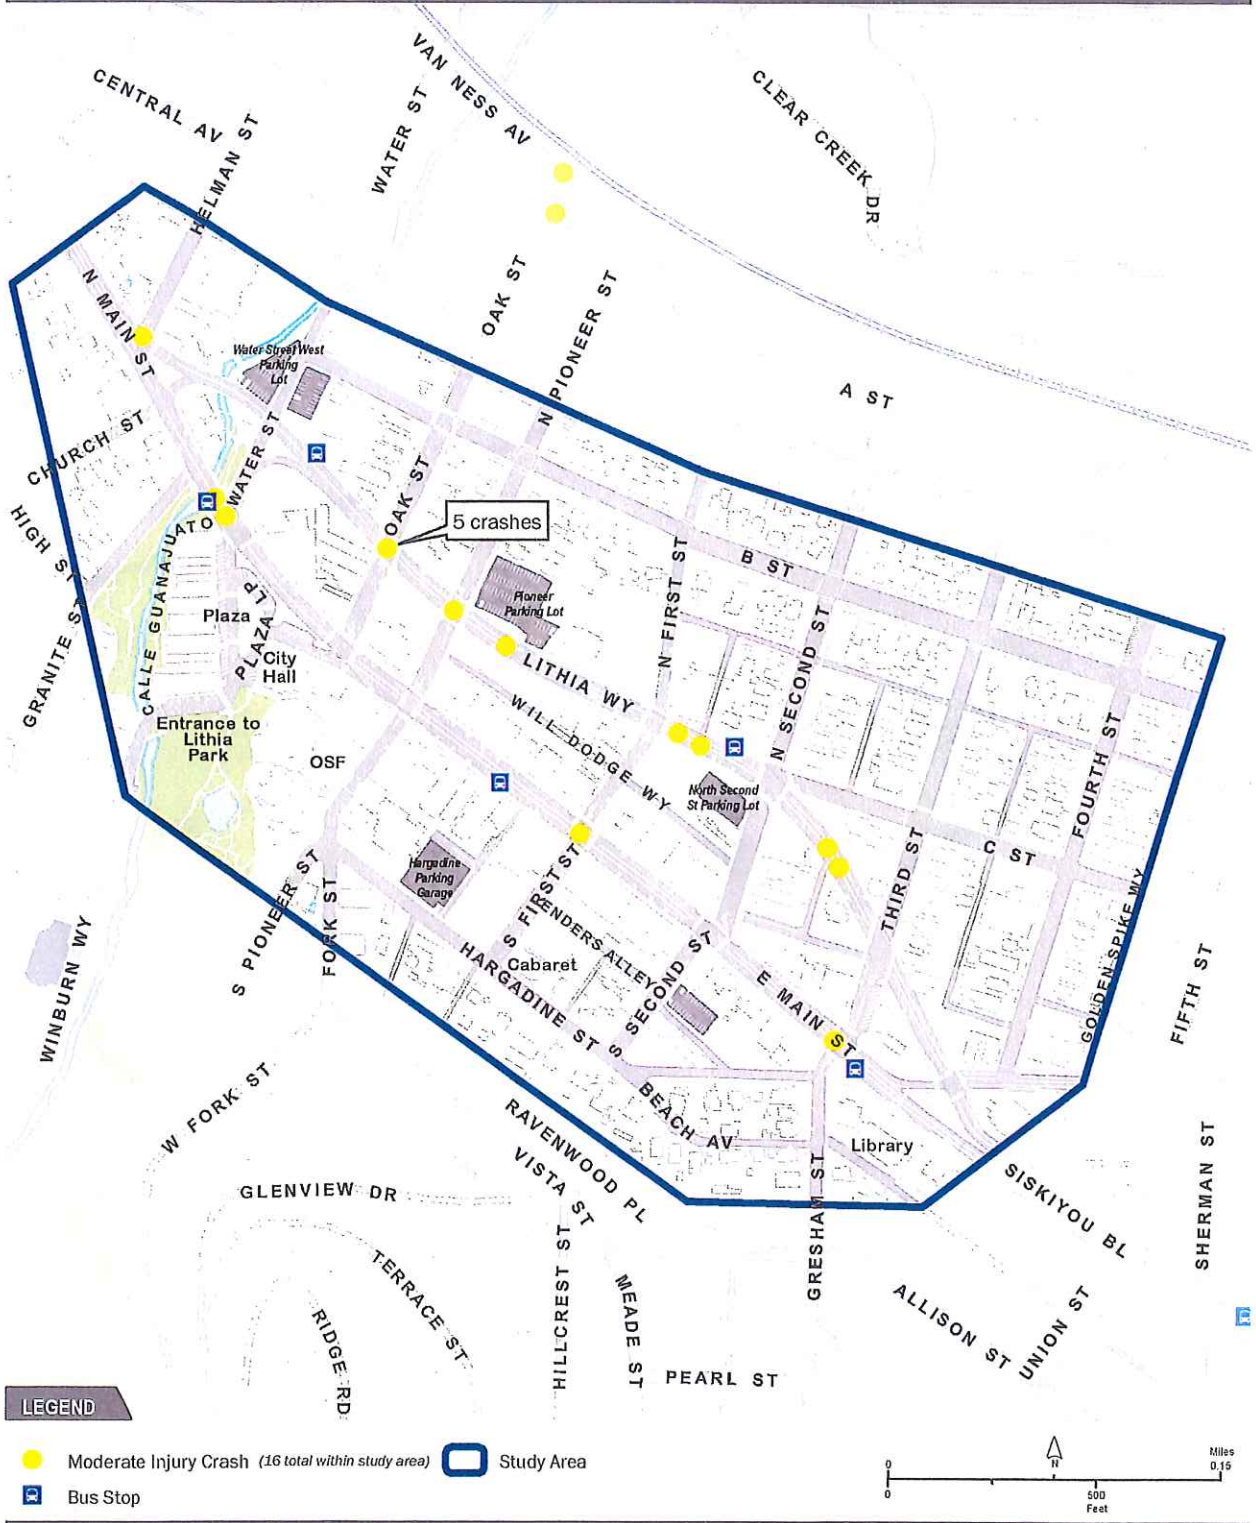 CENTRAL AV
HELMAN ST
WATER ST
VAN NESS AV
CLEAR CREEK DR
OAK ST
N PIONEER ST
A ST
N MAIN ST
Water Street West
Parking
Lot
CHURCH ST
WATER ST
OAK ST
5 crashes
HIGH ST
GRANITE ST
CALLE GUANAJUATO
Plaza
PLAZA LP
City
Hall
Pioneer
Parking Lot
B ST
N FIRST ST
N SECOND ST
LITHIA WY
WILL DODGE WY
Entrance to
Lithia
Park
OSF
North Second
St Parking Lot
FOURTH ST
C ST
THIRD ST
Hargadine
Parking
Garage
S PIONEER ST
FORK ST
S FIRST ST
ENDERS ALLEY
Cabaret
HARGADINE ST
S SECOND ST
E MAIN ST
GOLDEN SPIKE WY
FIFTH ST
WINBURN WY
W FORK ST
BEACH AV
Library
RAVENWOOD PL
VISTA ST
GLENVIEW DR
GRESHAM ST
SISKIYOU BL
SHERMAN ST
TERRACE ST
RIDGE RD
HILLCREST ST
MEADE ST
PEARL ST
ALLISON ST
UNION ST
LEGEND
Moderate Injury Crash (16 total within study area)
Study Area
Bus Stop
N
Miles
0 0.15
0 500
Feet